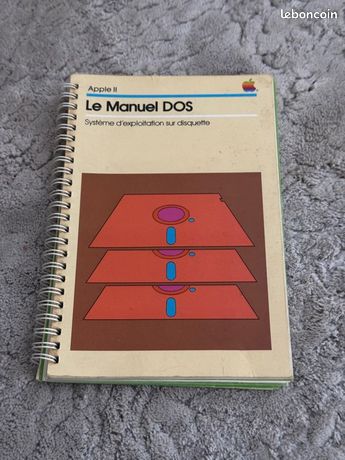 leboncoin
Apple II
Le Manuel DOS
Système d'exploitation sur disquette